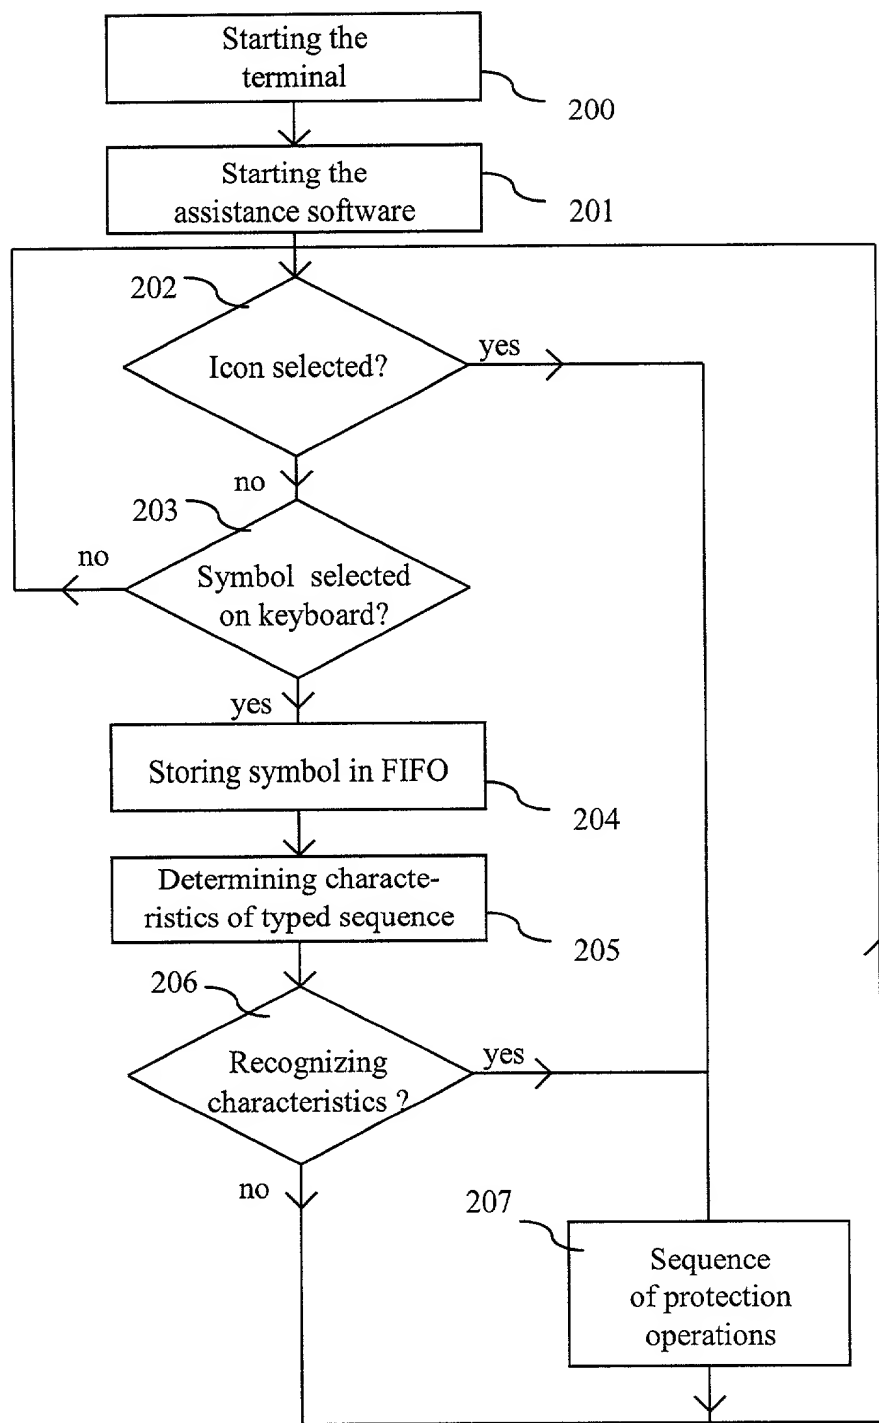 Starting the
terminal
200
Starting the
assistance software
201
202
Icon selected?
yes
no
203
no
Symbol selected
on keyboard?
yes
Storing symbol in FIFO
204
Determining characte-
ristics of typed sequence
205
206
Recognizing
characteristics ?
yes
no
207
Sequence
of protection
operations